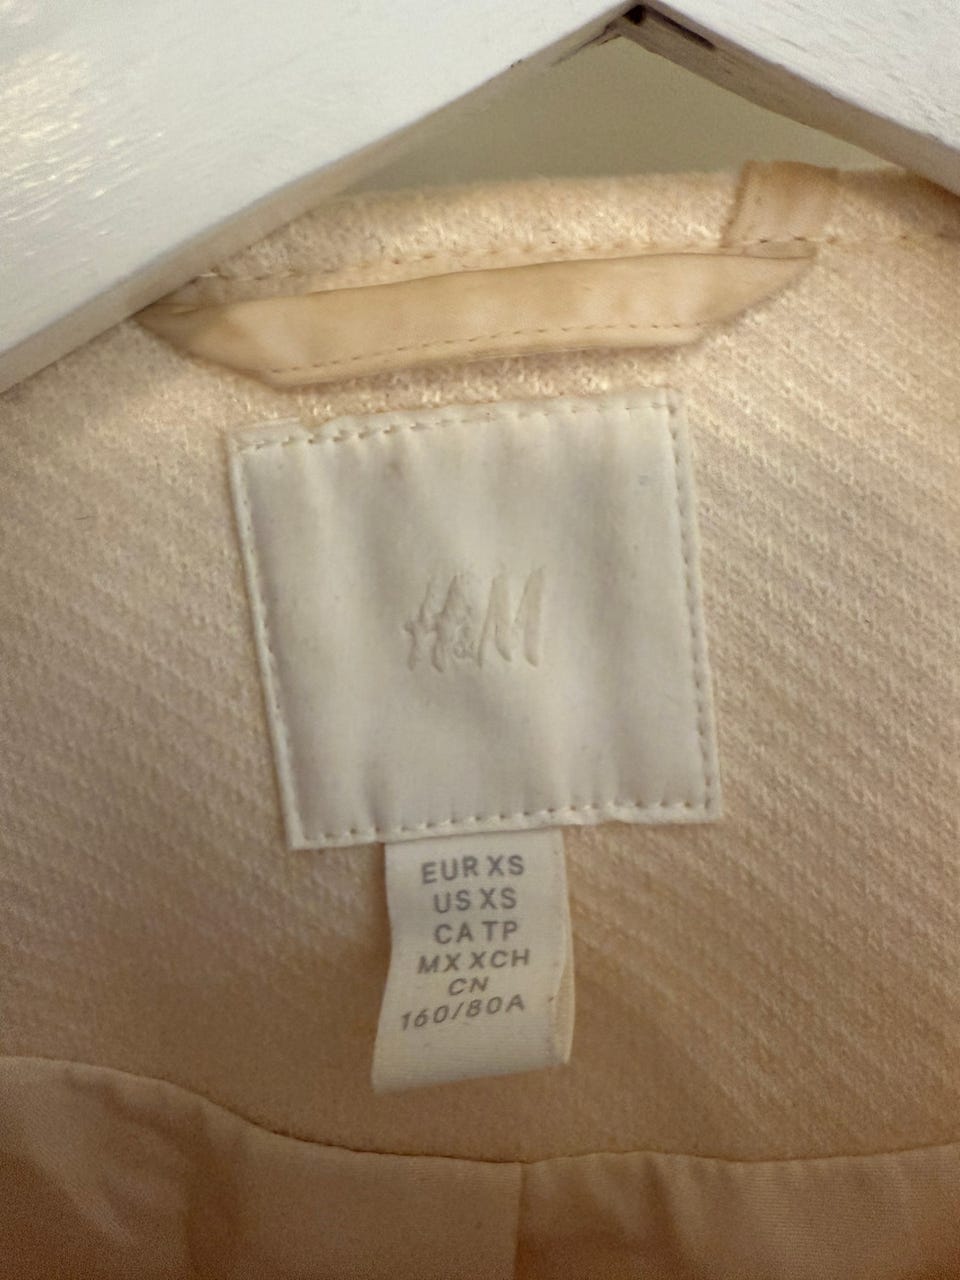 H&M
EUR XS
US XS
CA TP
MX XCH
CN
160/80A